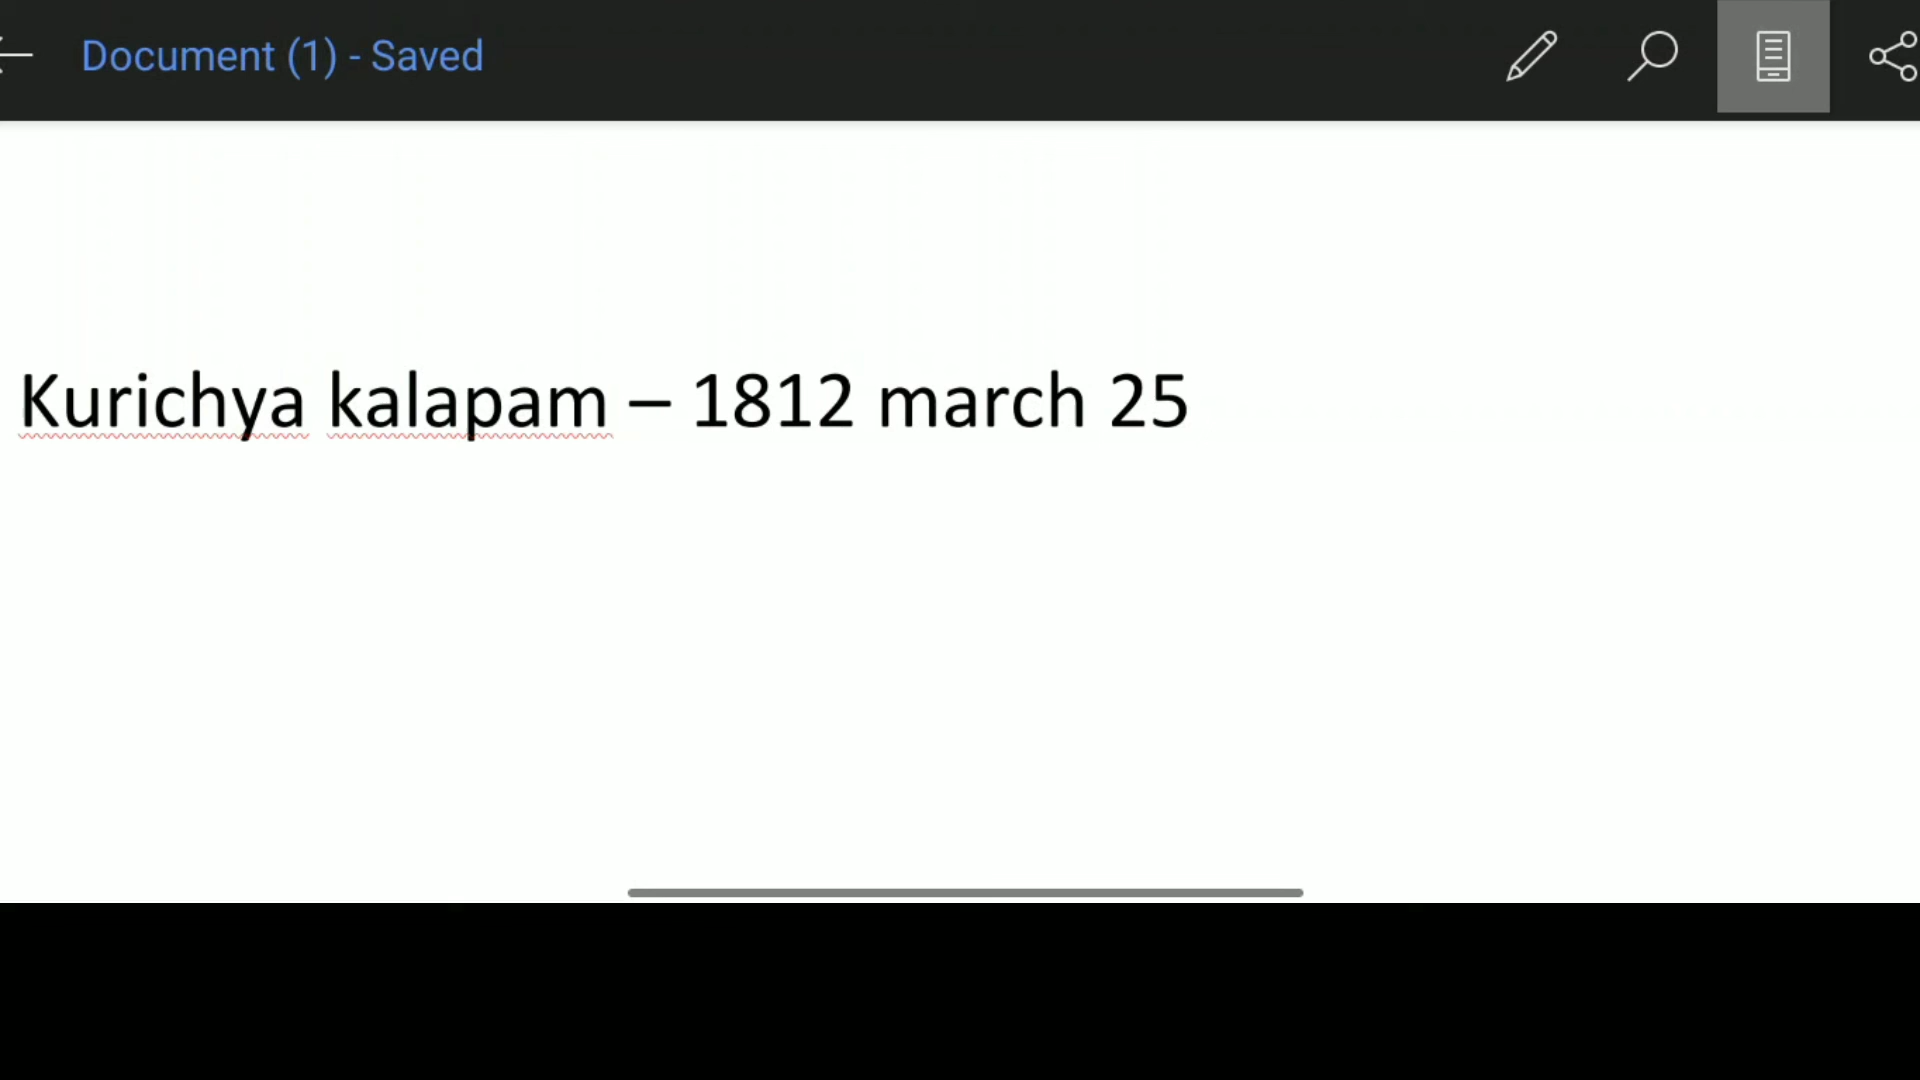 Document (1) - Saved
Kurichya kalapam – 1812 march 25